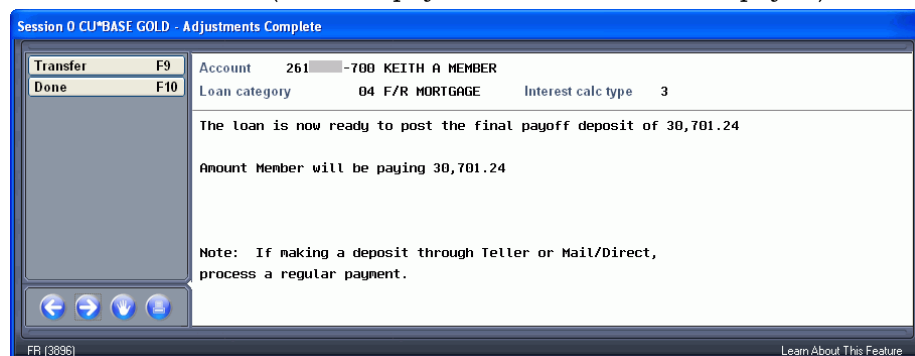 Session 0 CU*BASE GOLD - Adjustments Complete
Transfer F9
Done F10
Account 261 -700 KEITH A MEMBER
Loan category 04 F/R MORTGAGE Interest calc type 3
The loan is now ready to post the final payoff deposit of 30,701.24
Amount Member will be paying 30,701.24
Note: If making a deposit through Teller or Mail/Direct,
process a regular payment.
FR (3896) Learn About This Feature